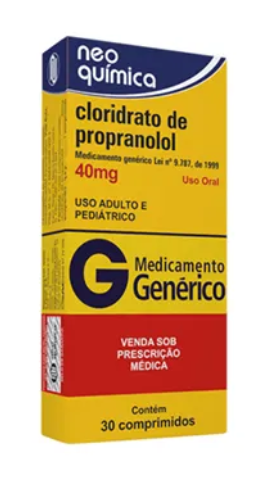 neo
química
cloridrato de
propranolol
Medicamento genérico Lei nº 9.787, de 1999
40mg
Uso Oral
USO ADULTO E
PEDIÁTRICO
G Medicamento
Genérico
VENDA SOB
PRESCRIÇÃO
MÉDICA
Contém
30 comprimidos